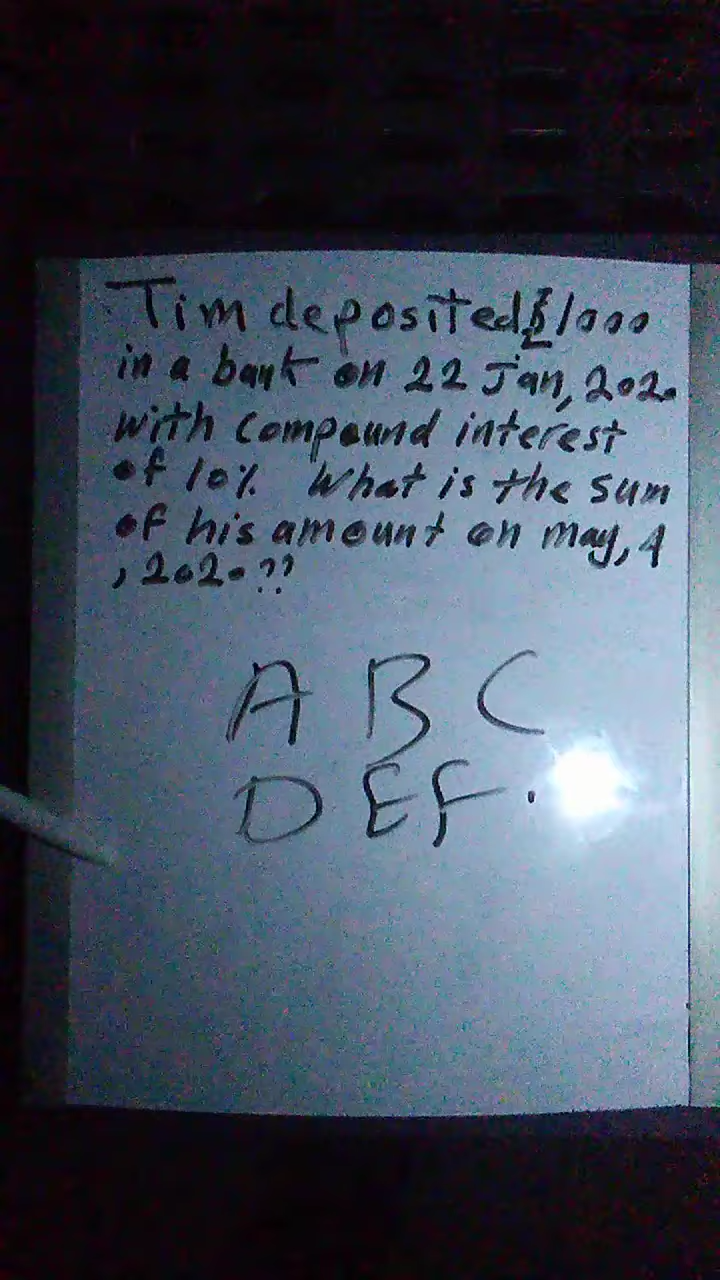 Tim deposited £1000
in a bank on 22 Jan, 2020
with compound interest
of 10% What is the sum
of his amount on may, 4
, 2020??
A B C
D E F.